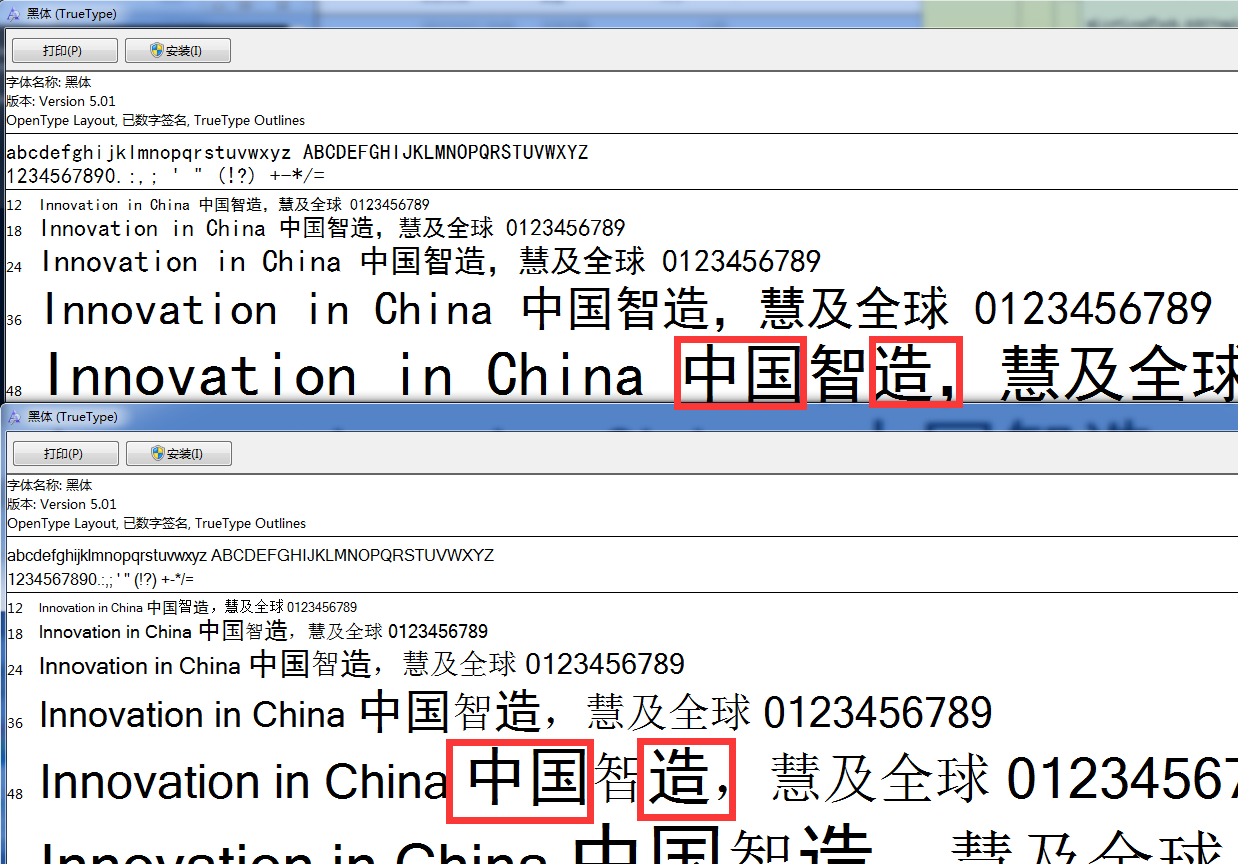 黑体 (TrueType)
打印(P) 安装(I)
字体名称: 黑体
版本: Version 5.01
OpenType Layout, 已数字签名, TrueType Outlines
abcdefghijklmnopqrstuvwxyz ABCDEFGHIJKLMNOPQRSTUVWXYZ
1234567890.:,; ' " (!?) +-*/=
12 Innovation in China 中国智造，慧及全球 0123456789
18 Innovation in China 中国智造，慧及全球 0123456789
24 Innovation in China 中国智造，慧及全球 0123456789
36 Innovation in China 中国智造，慧及全球 0123456789
48 Innovation in China 中国智造，慧及全球
黑体 (TrueType)
打印(P) 安装(I)
字体名称: 黑体
版本: Version 5.01
OpenType Layout, 已数字签名, TrueType Outlines
abcdefghijklmnopqrstuvwxyz ABCDEFGHIJKLMNOPQRSTUVWXYZ
1234567890.:,; ' " (!?) +-*/=
12 Innovation in China 中国智造，慧及全球 0123456789
18 Innovation in China 中国智造，慧及全球 0123456789
24 Innovation in China 中国智造，慧及全球 0123456789
36 Innovation in China 中国智造，慧及全球 0123456789
48 Innovation in China 中国智造，慧及全球 01234567
Innovation in China 中国智造，慧及全球